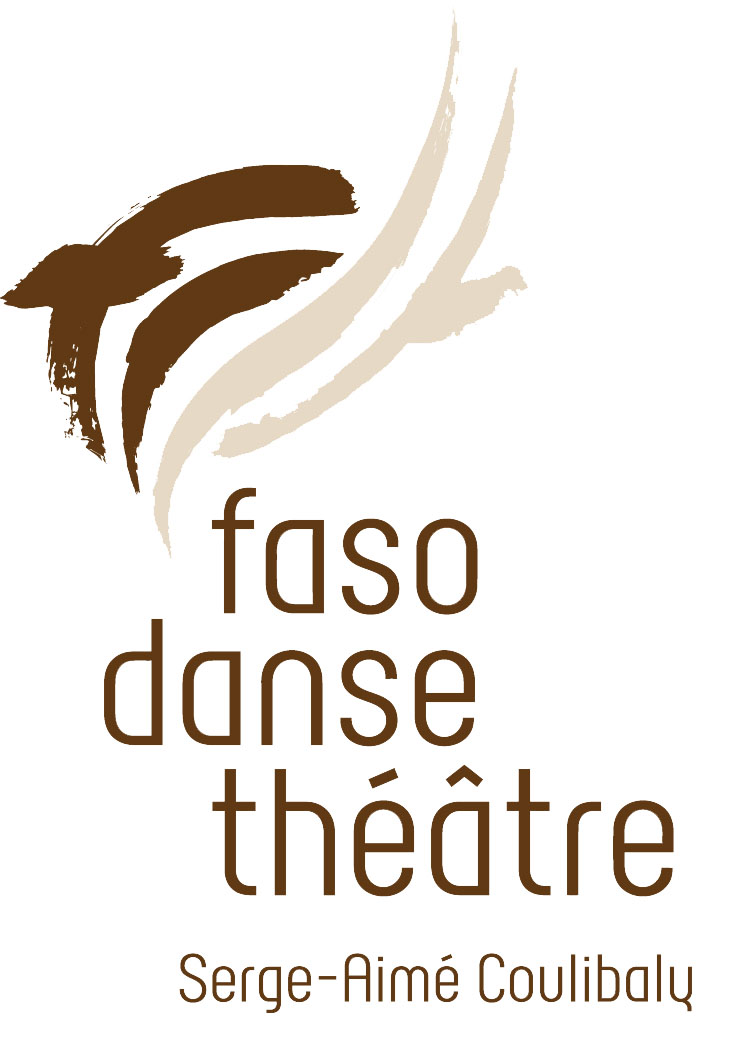 faso
danse
théâtre
Serge-Aimé Coulibaly